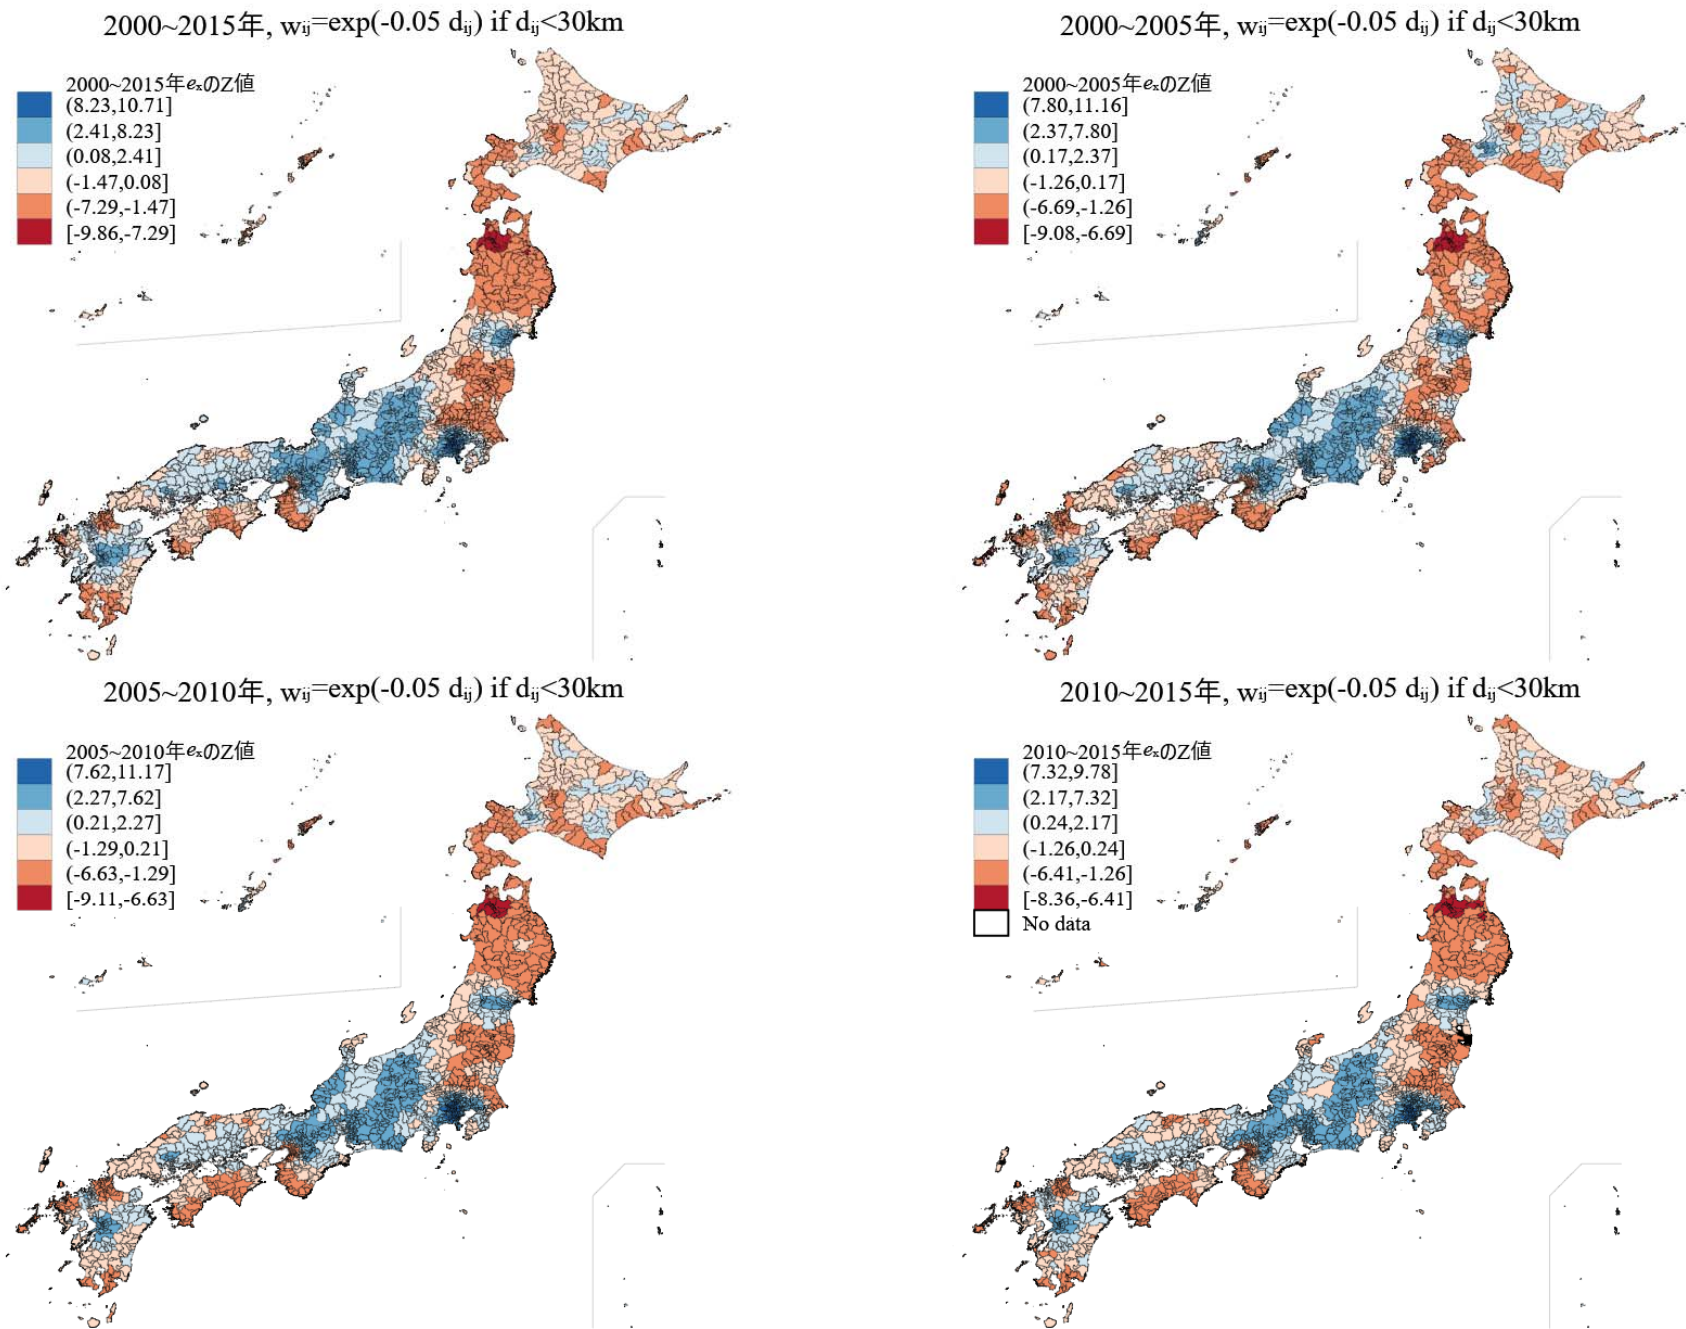 2000~2015年, wij=exp(-0.05 dij) if dij<30km
2000~2015年exのZ値
(8.23,10.71]
(2.41,8.23]
(0.08,2.41]
(-1.47,0.08]
(-7.29,-1.47]
[-9.86,-7.29]
2000~2005年, wij=exp(-0.05 dij) if dij<30km
2000~2005年exのZ値
(7.80,11.16]
(2.37,7.80]
(0.17,2.37]
(-1.26,0.17]
(-6.69,-1.26]
[-9.08,-6.69]
2005~2010年, wij=exp(-0.05 dij) if dij<30km
2005~2010年exのZ値
(7.62,11.17]
(2.27,7.62]
(0.21,2.27]
(-1.29,0.21]
(-6.63,-1.29]
[-9.11,-6.63]
2010~2015年, wij=exp(-0.05 dij) if dij<30km
2010~2015年exのZ値
(7.32,9.78]
(2.17,7.32]
(0.24,2.17]
(-1.26,0.24]
(-6.41,-1.26]
[-8.36,-6.41]
No data